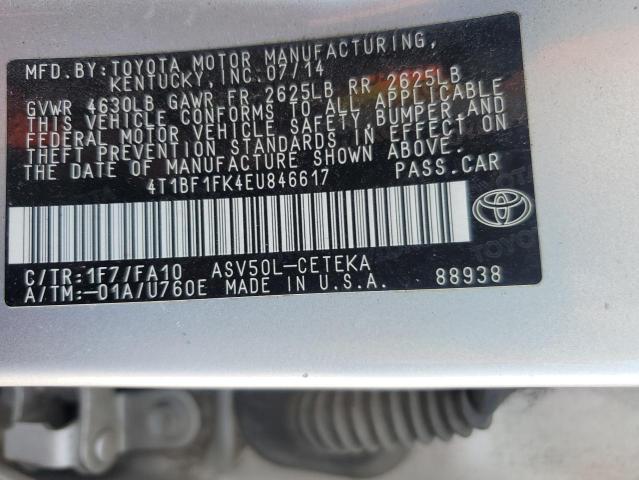 MFD.BY:TOYOTA MOTOR MANUFACTURING,
KENTUCKY, INC.07/14
GVWR 4630LB GAWR FR 2625LB RR 2625LB
THIS VEHICLE CONFORMS TO ALL APPLICABLE
FEDERAL MOTOR VEHICLE SAFETY, BUMPER, AND
THEFT PREVENTION STANDARDS IN EFFECT ON
THE DATE OF MANUFACTURE SHOWN ABOVE.
4T1BF1FK4EU846617 PASS.CAR
C/TR:1F7/FA10 ASV50L-CETEKA
A/TM:-01A/U760E MADE IN U.S.A. 88938